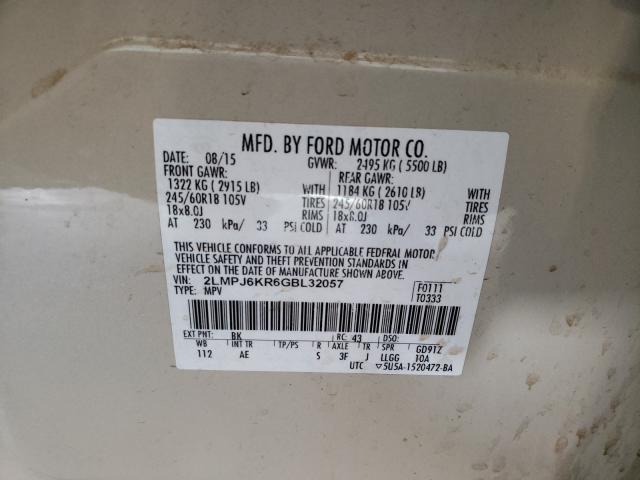 MFD. BY FORD MOTOR CO.
DATE: 08/15 GVWR: 2495 KG ( 5500 LB)
FRONT GAWR: REAR GAWR:
1322 KG ( 2915 LB) WITH 1184 KG ( 2610 LB) WITH
245/60R18 105V TIRES 245/60R18 105V TIRES
18x8.0J RIMS 18x8.0J RIMS
AT 230 kPa/ 33 PSI COLD AT 230 kPa/ 33 PSI COLD
THIS VEHICLE CONFORMS TO ALL APPLICABLE FEDERAL MOTOR
VEHICLE SAFETY AND THEFT PREVENTION STANDARDS IN
EFFECT ON THE DATE OF MANUFACTURE SHOWN ABOVE.
VIN: 2LMPJ6KR6GBL32057 F0111
TYPE: MPV T0333
EXT PNT: BK RC: 43 DSO:
WB INT TR TP/PS R AXLE TR SPR GD91Z
112 AE S 3F J LLGG 10A
UTC ▽5U5A-1520472-BA